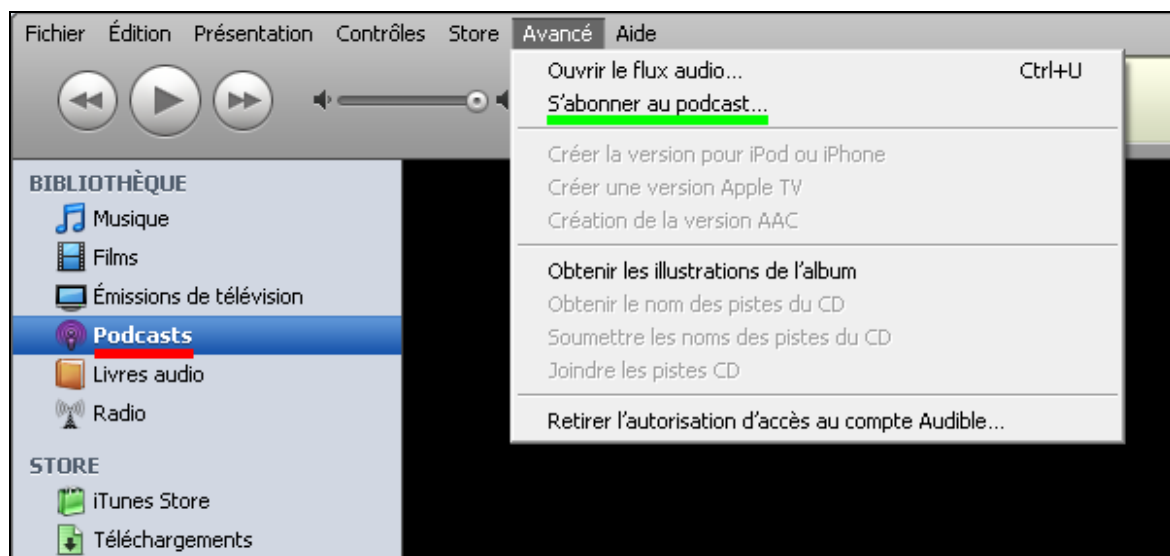 Fichier Édition Présentation Contrôles Store Avancé Aide
Ouvrir le flux audio... Ctrl+U
S'abonner au podcast...
Créer la version pour iPod ou iPhone
Créer une version Apple TV
Création de la version AAC
Obtenir les illustrations de l'album
Obtenir le nom des pistes du CD
Soumettre les noms des pistes du CD
Joindre les pistes CD
Retirer l'autorisation d'accès au compte Audible...
BIBLIOTHÈQUE
Musique
Films
Émissions de télévision
Podcasts
Livres audio
Radio
STORE
iTunes Store
Téléchargements